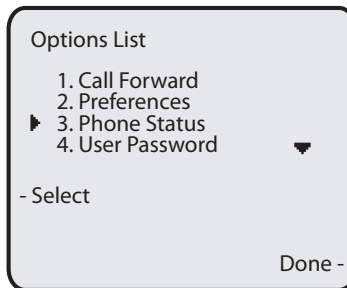 Options List
1. Call Forward
2. Preferences
3. Phone Status
4. User Password
- Select
Done -